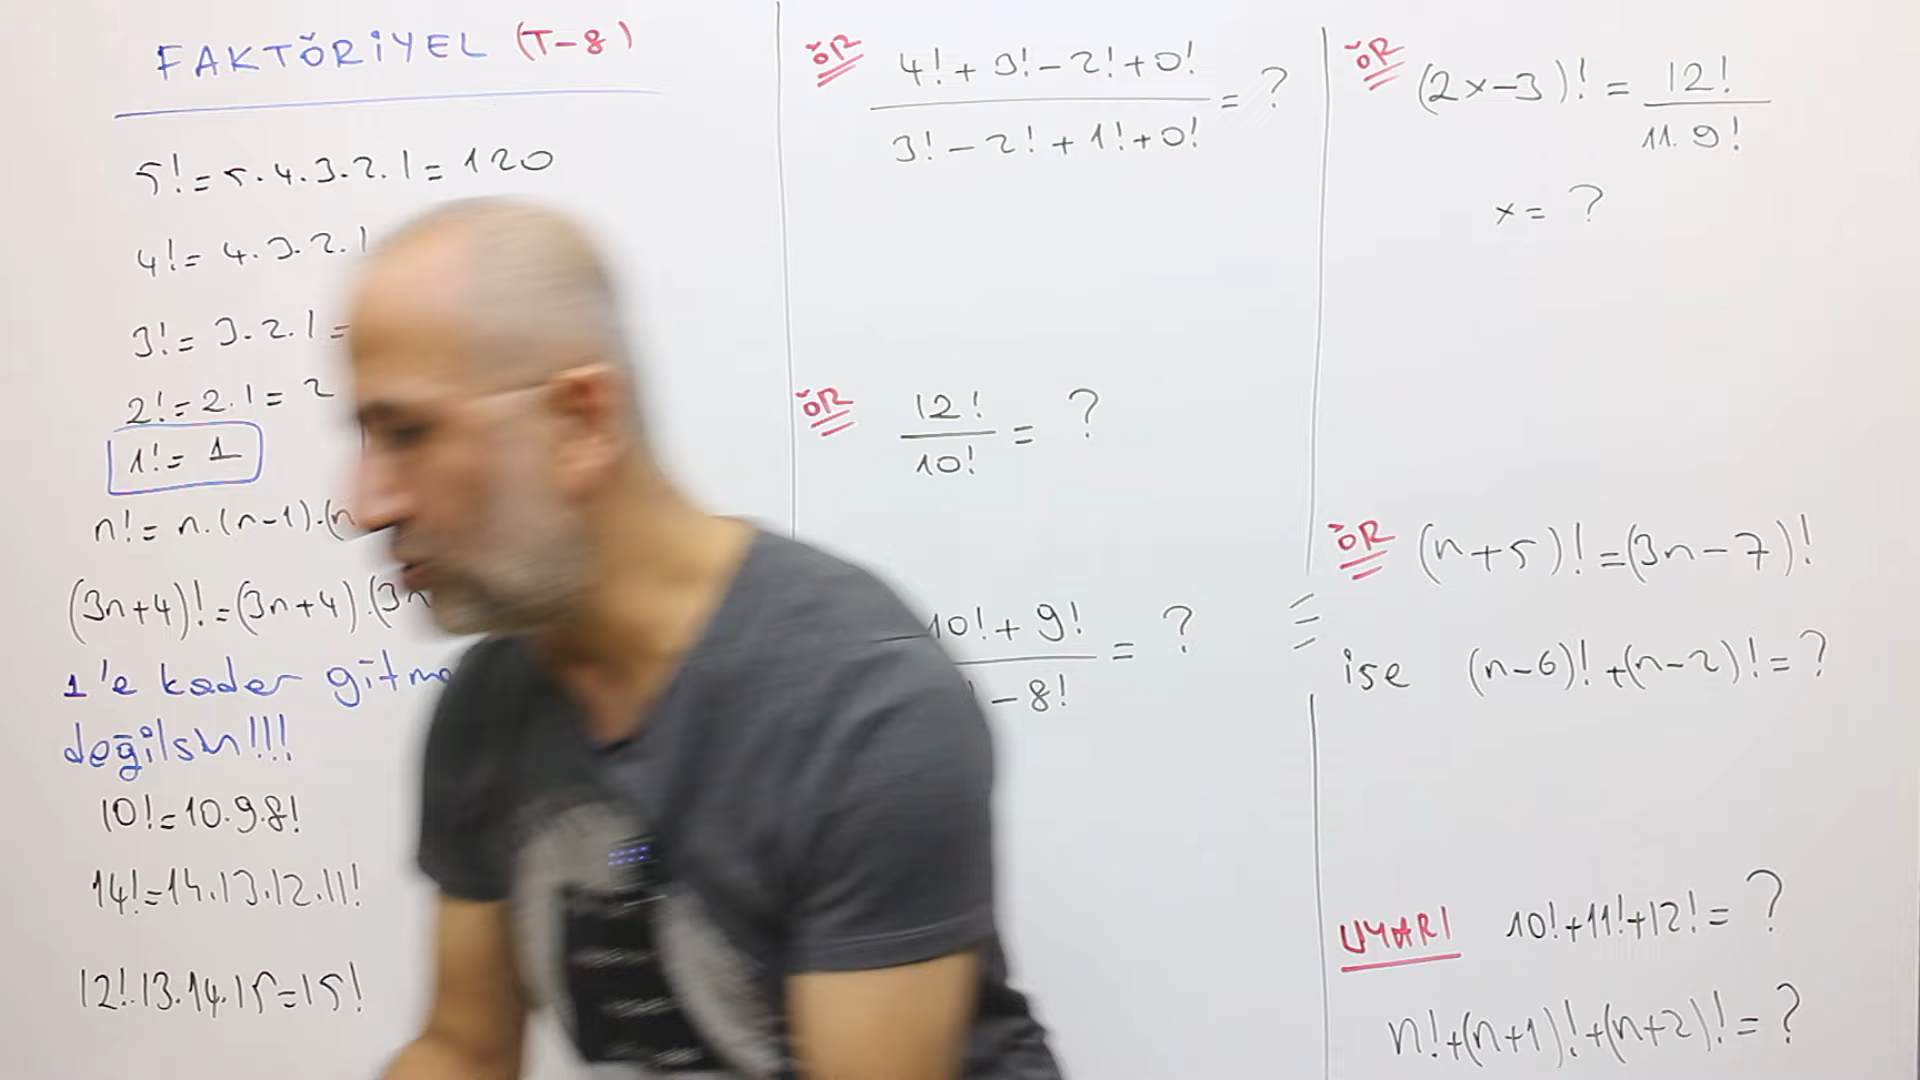 FAKTÖRİYEL (T-8)
5! = 5.4.3.2.1 = 120
4! = 4.3.2.1
3! = 3.2.1 =
2! = 2.1 = 2
1! = 1
n! = n.(n-1).(n
(3n+4)! = (3n+4).(3n
1'e kadar gitme
değilsin!!!
10! = 10.9.8!
14! = 14.13.12.11!
12!.13.14.15 = 15!
ÖR
4! + 3! - 2! + 0!
= ?
3! - 2! + 1! + 0!
ÖR
12!
= ?
10!
10! + 9!
= ?
! - 8!
ÖR
(2x-3)! = 12!
11.9!
x = ?
ÖR (n+5)! = (3n-7)!
ise (n-6)! + (n-2)! = ?
UYARI 10! + 11! + 12! = ?
n! + (n+1)! + (n+2)! = ?